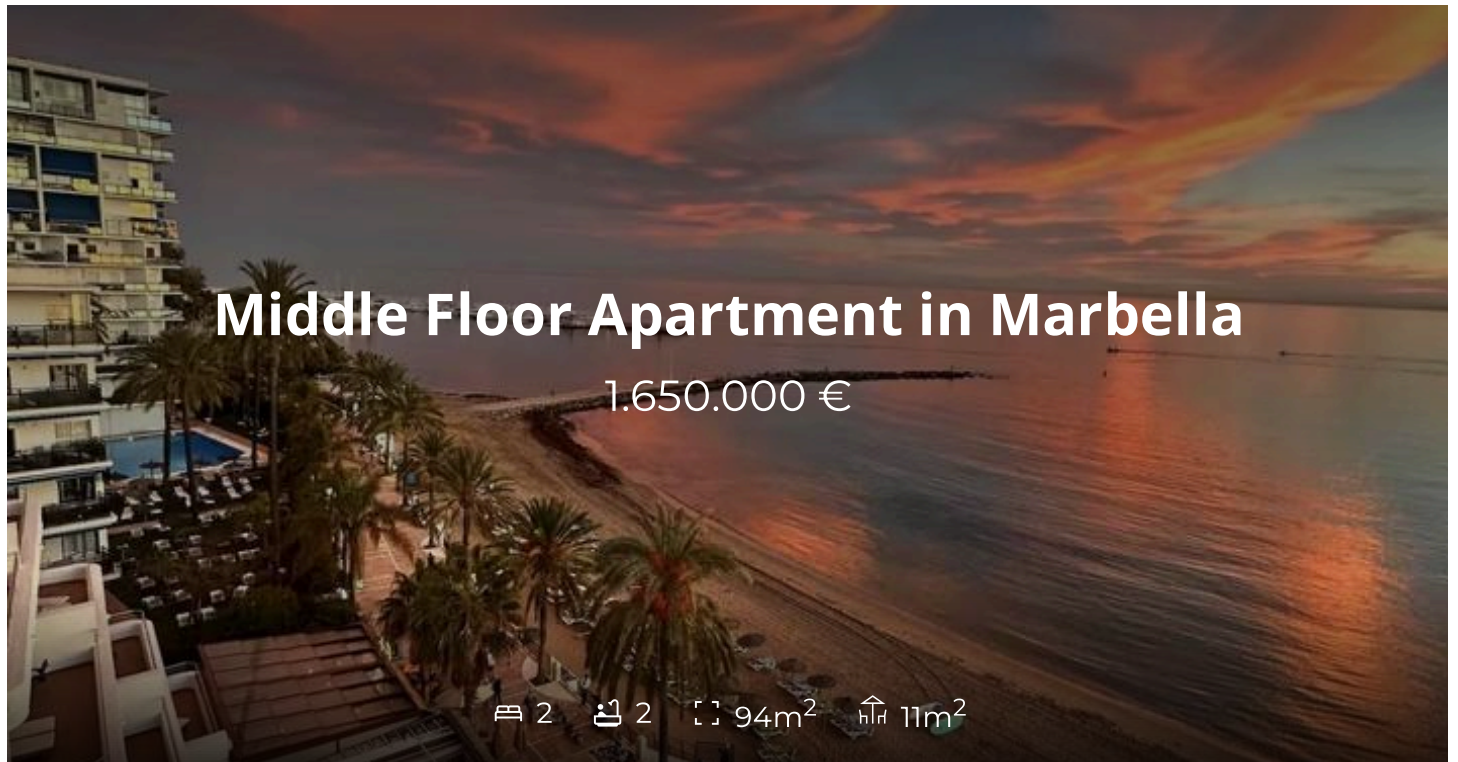 Middle Floor Apartment in Marbella
1.650.000 €
2 2 94m² 11m²